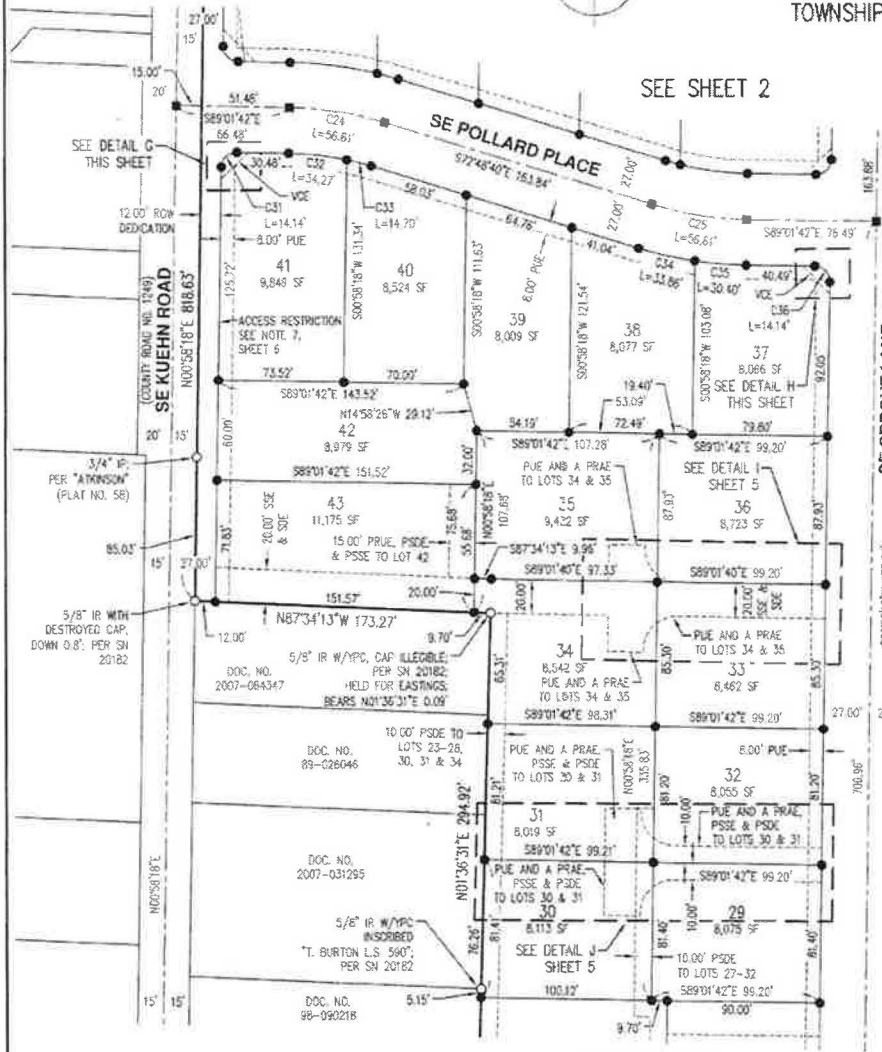 TOWNSHIP
SEE SHEET 2
27.00'
15'
15.00'
20'
51.46'
S89°01'42"E
66.48'
C24
L=56.61'
SE POLLARD PLACE
S72°48'40"E 163.84'
27.00'
27.00'
C25
L=56.61'
S89°01'42"E 76.49'
163.68'
SEE DETAIL G
THIS SHEET
30.48'
C32
L=34.27'
VCE
C31
L=14.14'
8.00' PUE
C33
L=14.70'
58.03'
64.76'
41.04'
8.00' PUE
C34
L=33.86'
C35
L=30.40'
40.49'
VCE
C36
L=14.14'
12.00' ROW
DEDICATION
(COUNTY ROAD NO. 1249)
SE KUEHN ROAD
N00°58'18"E 818.63'
125.72'
S00°58'18"W 131.34'
S00°58'18"W 111.63'
S00°58'18"W 121.54'
S00°58'18"W 103.08'
92.05'
41
9,848 SF
40
8,524 SF
39
8,009 SF
38
8,077 SF
37
8,086 SF
SEE DETAIL H
THIS SHEET
ACCESS RESTRICTION
SEE NOTE 7,
SHEET 6
73.52'
70.00'
S89°01'42"E 143.52'
N14°58'26"W 29.12'
19.40'
53.09'
54.19'
72.49'
79.80'
S89°01'42"E 107.28'
S89°01'42"E 99.20'
42
8,979 SF
60.00'
32.00'
20'
15'
3/4" IP,
PER "ATKINSON"
(PLAT NO. 58)
S89°01'42"E 151.52'
PUE AND A PRAE
TO LOTS 34 & 35
SEE DETAIL I
SHEET 5
43
11,175 SF
35
9,422 SF
36
8,723 SF
N00°58'18"E
107.68'
75.68'
55.68'
87.93'
87.93'
71.83'
20.00' SSE
& SDE
15.00' PRUE, PSDE
& PSSE TO LOT 42
85.03'
15'
27.00'
S87°34'13"E 9.96'
S89°01'40"E 97.33'
S89°01'40"E 99.20'
20.00'
20.00'
20.00'
PSSE &
SDE
151.57'
N87°34'13"W 173.27'
12.00'
9.70'
5/8" IR WITH
DESTROYED CAP,
DOWN 0.8'; PER SN
20182
5/8" IR W/YPC, CAP ILLEGIBLE;
PER SN 20182;
HELD FOR EASTINGS;
BEARS N01°36'31"E 0.09'
PUE AND A PRAE
TO LOTS 34 & 35
34
8,542 SF
PUE AND A PRAE
TO LOTS 34 & 35
33
8,462 SF
85.31'
85.30'
85.30'
DOC. NO.
2007-084347
S89°01'42"E 98.31'
S89°01'42"E 99.20'
27.00'
10.00' PSDE TO
LOTS 23-28,
30, 31 & 34
8.00' PUE
DOC. NO.
89-026046
PUE AND A PRAE,
PSSE & PSDE
TO LOTS 30 & 31
N00°58'18"E
335.83'
32
8,055 SF
81.21'
81.20'
81.20'
700.96'
N01°36'31"E 294.92'
31
8,019 SF
10.00'
PUE AND A PRAE,
PSSE & PSDE
TO LOTS 30 & 31
DOC. NO.
2007-031295
S89°01'42"E 99.21'
S89°01'42"E 99.20'
PUE AND A PRAE,
PSSE & PSDE
TO LOTS 30 & 31
10.00'
N00°58'18"E
30
8,113 SF
29
8,075 SF
76.26'
81.41'
81.40'
81.40'
5/8" IR W/YPC
INSCRIBED
"T. BURTON L.S 590";
PER SN 20182
SEE DETAIL J
SHEET 5
10.00' PSDE
TO LOTS 27-32
S89°01'42"E 99.20'
15'
15'
DOC. NO.
98-090218
5.15'
100.12'
9.70'
90.00'